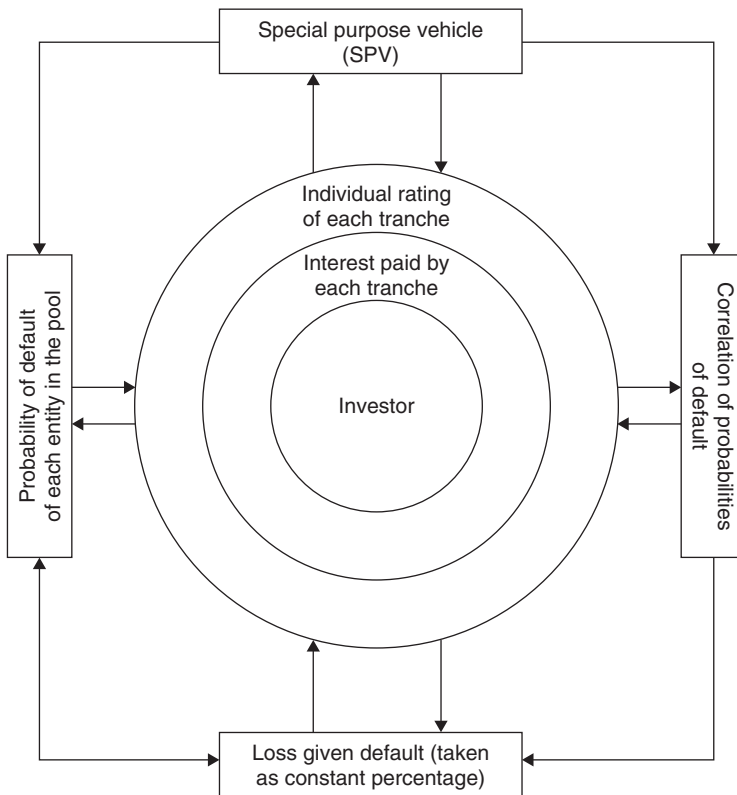 Special purpose vehicle
(SPV)
Individual rating
of each tranche
Interest paid by
each tranche
Investor
Probability of default
of each entity in the pool
Correlation of probabilities
of default
Loss given default (taken
as constant percentage)